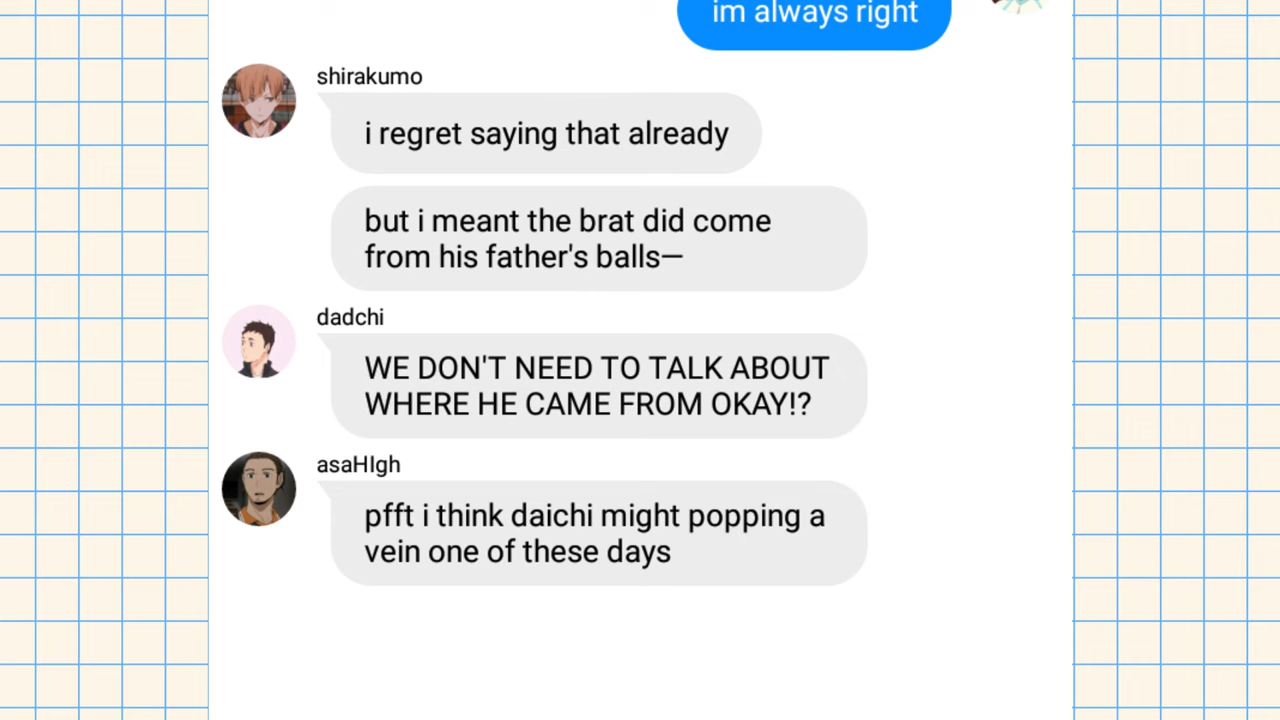 im always right
shirakumo
i regret saying that already
but i meant the brat did come
from his father's balls—
dadchi
WE DON'T NEED TO TALK ABOUT
WHERE HE CAME FROM OKAY!?
asaHIgh
pfft i think daichi might popping a
vein one of these days